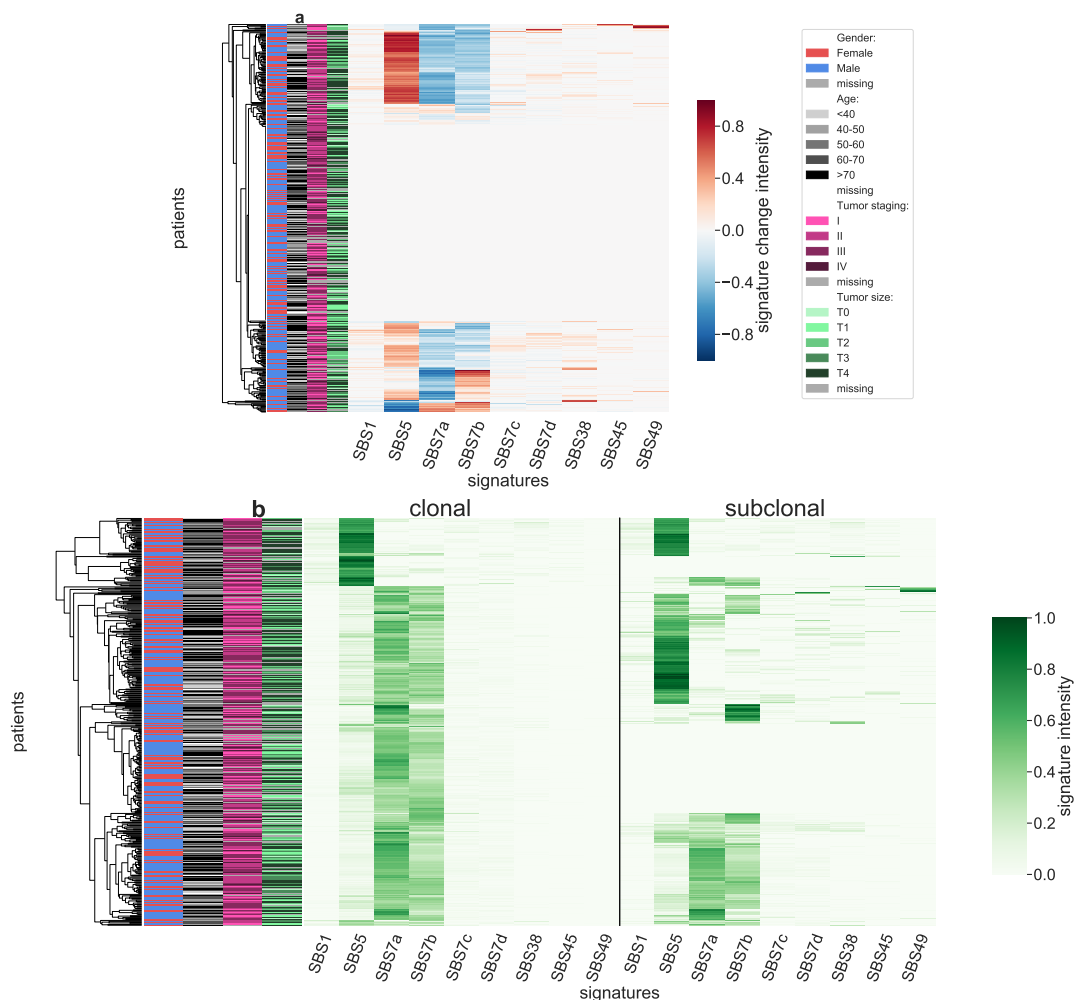 a
patients
SBS1
SBS5
SBS7a
SBS7b
SBS7c
SBS7d
SBS38
SBS45
SBS49
signatures
0.8
0.4
0.0
−0.4
−0.8
signature change intensity
Gender:
Female
Male
missing
Age:
<40
40-50
50-60
60-70
>70
missing
Tumor staging:
I
II
III
IV
missing
Tumor size:
T0
T1
T2
T3
T4
missing
b
clonal
subclonal
patients
SBS1
SBS5
SBS7a
SBS7b
SBS7c
SBS7d
SBS38
SBS45
SBS49
SBS1
SBS5
SBS7a
SBS7b
SBS7c
SBS7d
SBS38
SBS45
SBS49
signatures
1.0
0.8
0.6
0.4
0.2
0.0
signature intensity